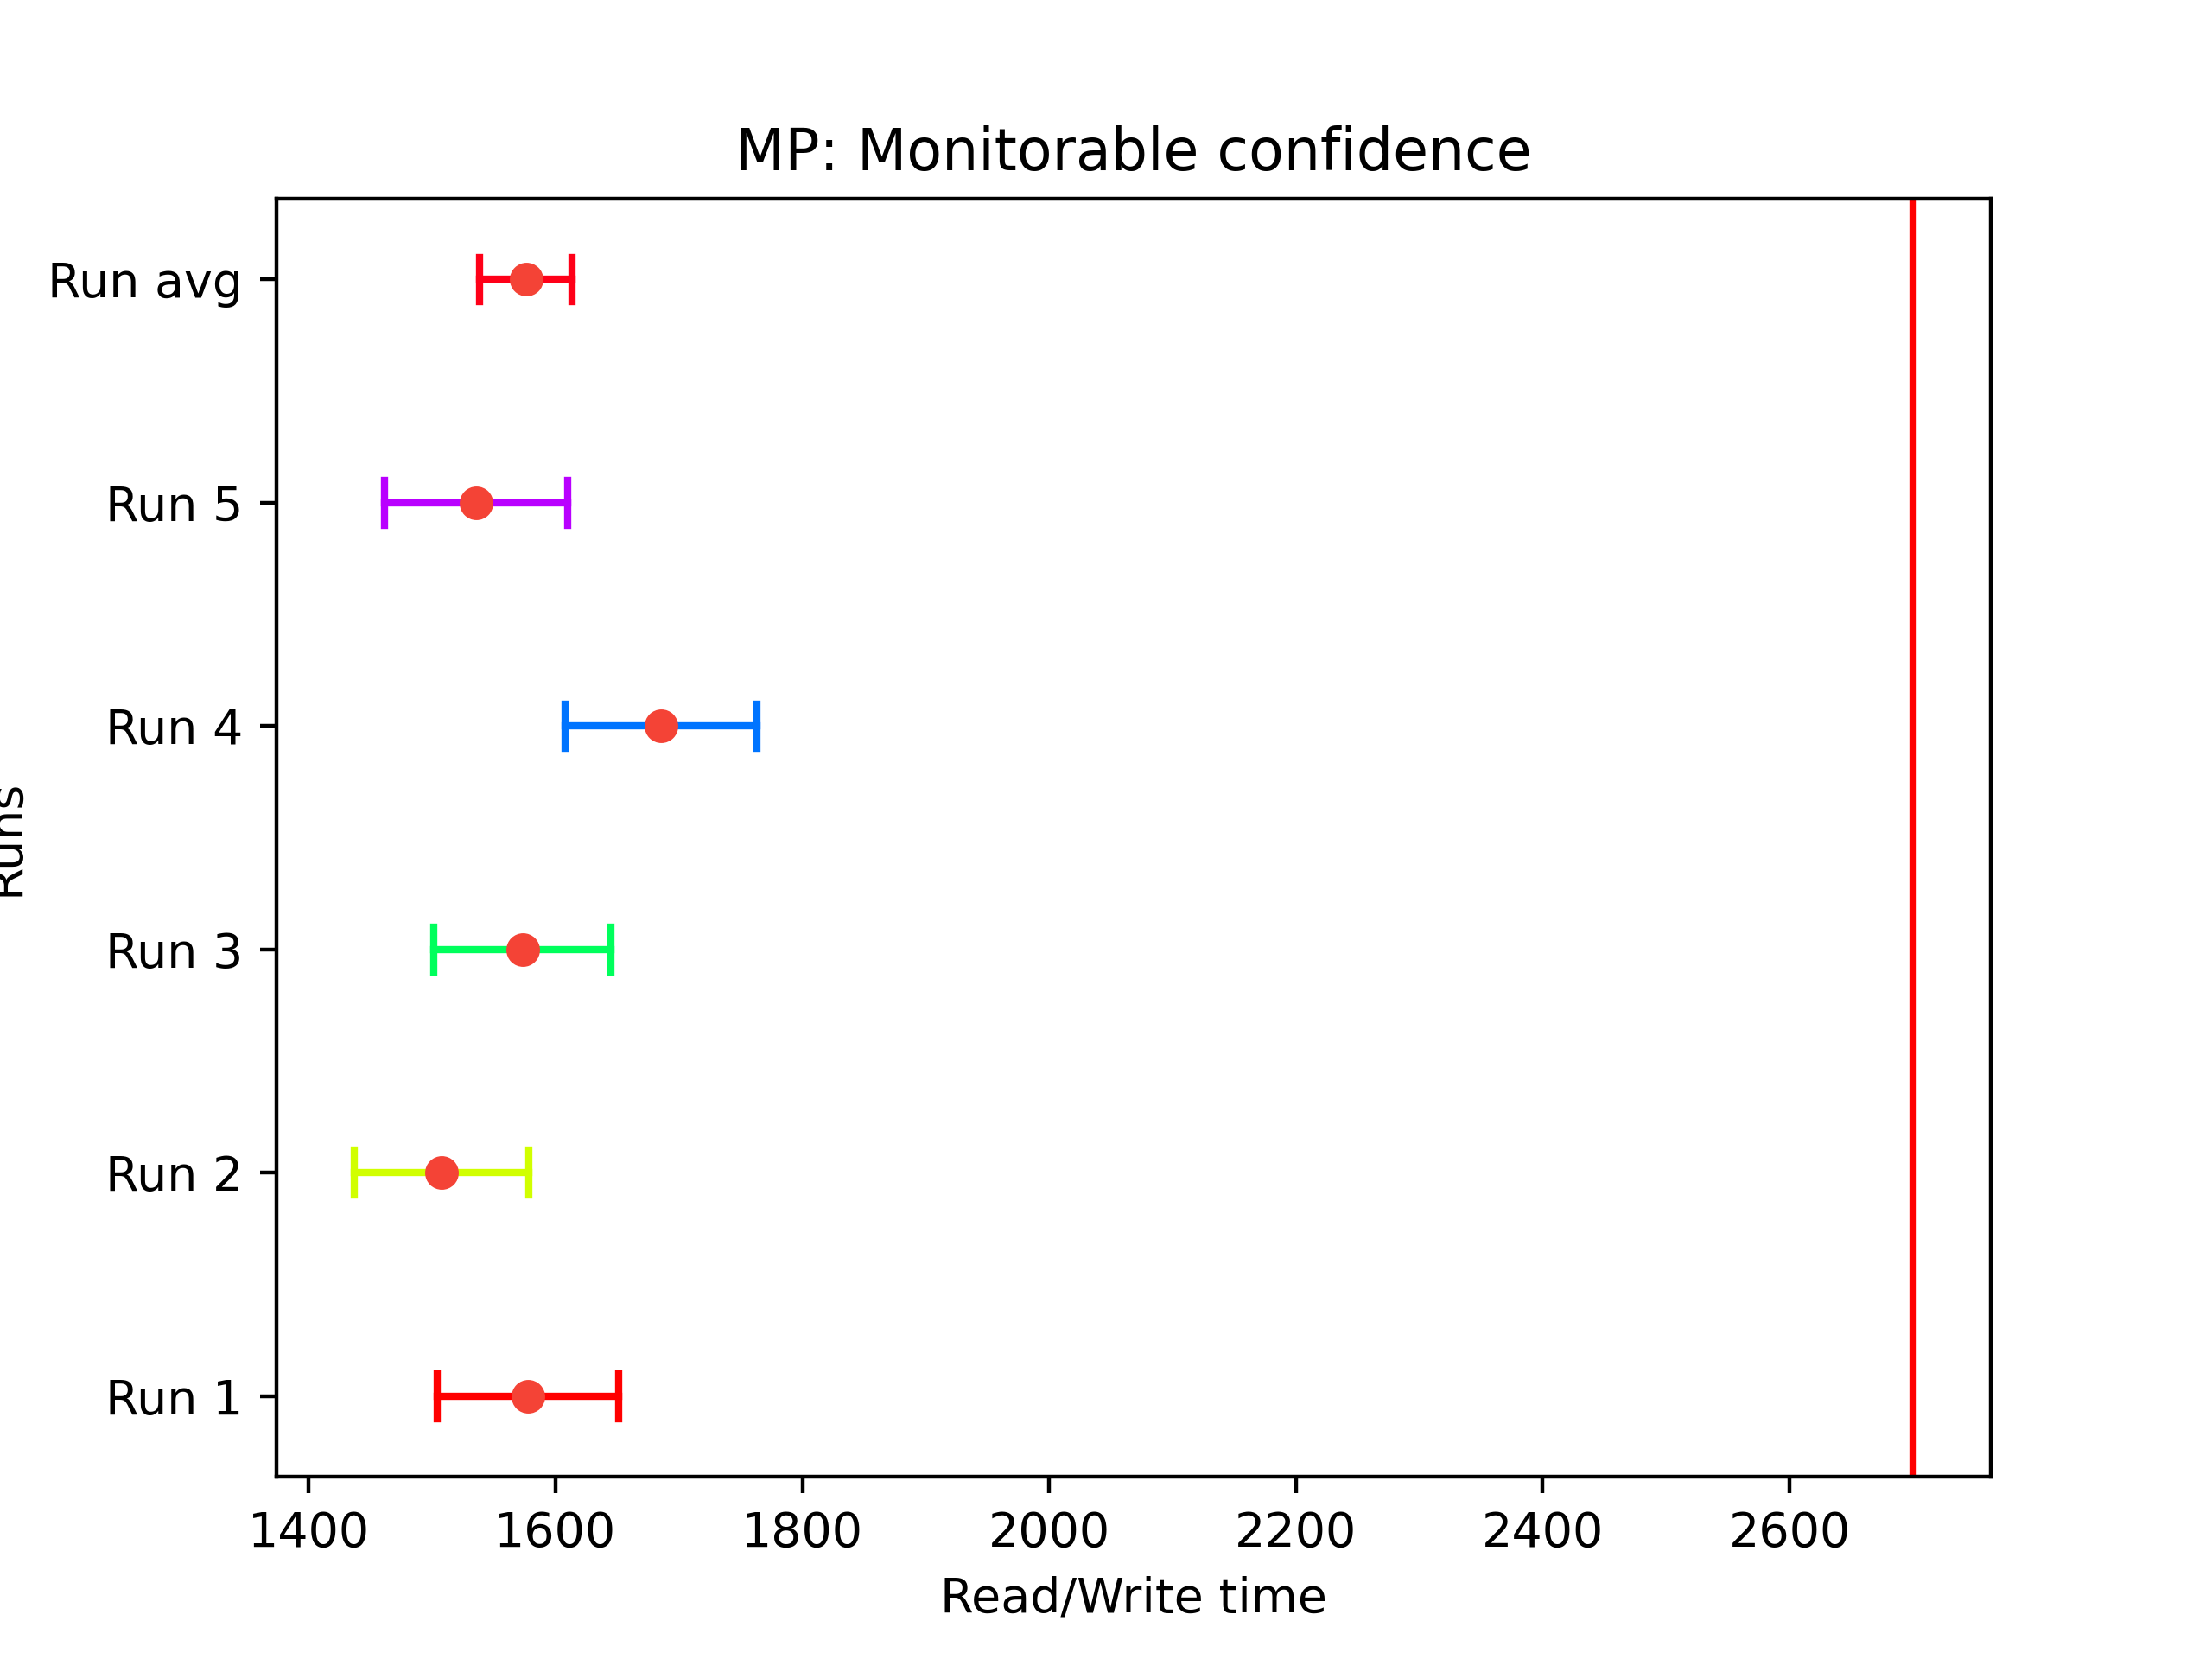 MP: Monitorable confidence
Run avg
Run 5
Run 4
Run 3
Run 2
Run 1
Runs
1400 1600 1800 2000 2200 2400 2600
Read/Write time